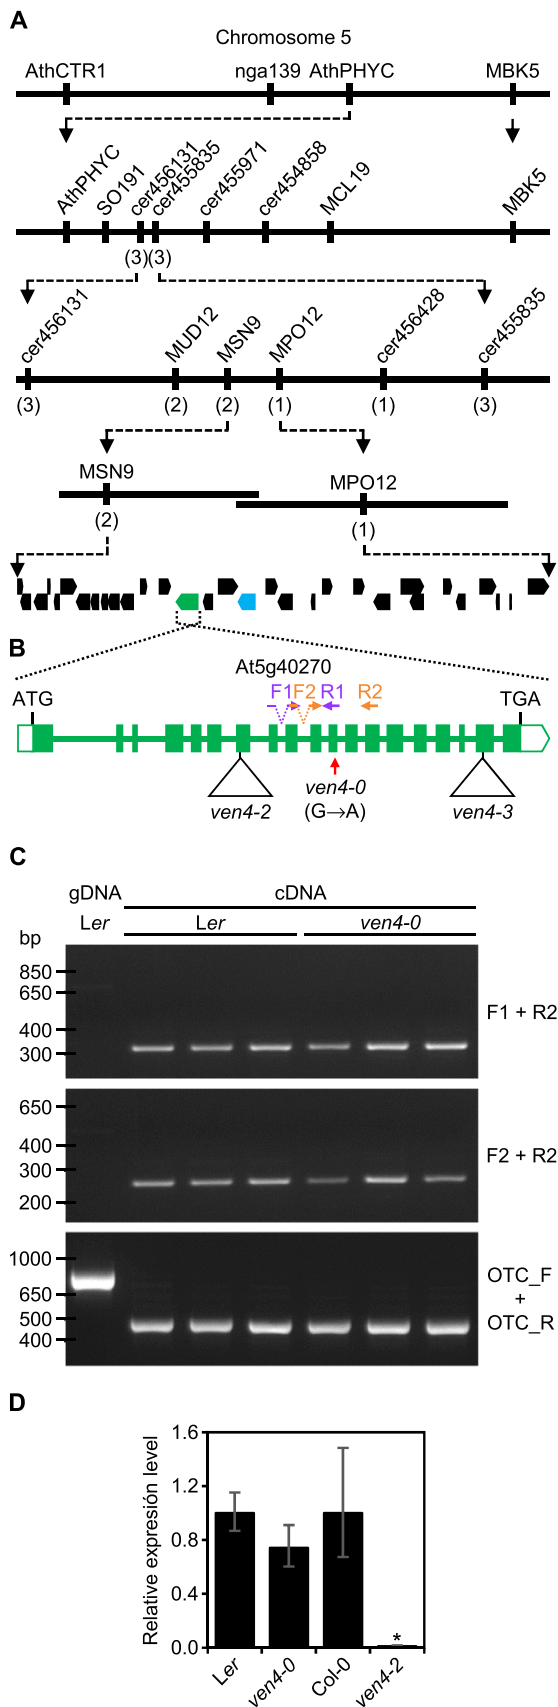 A
Chromosome 5
AthCTR1 nga139 AthPHYC MBK5
AthPHYC SO191 cer456131 cer455835 cer455971 cer454858 MCL19 MBK5
(3) (3)
cer456131 MUD12 MSN9 MPO12 cer456428 cer455835
(3) (2) (2) (1) (1) (3)
MSN9 MPO12
(2) (1)
B
At5g40270
F1 F2 R1 R2
ATG TGA
ven4-2 ven4-0 ven4-3
(G→A)
C
gDNA cDNA
Ler Ler ven4-0
bp
850
650
400
300
F1 + R2
650
400
300
200
F2 + R2
1000
650
500
400
OTC_F
+
OTC_R
D
Relative expresión level
1.6
1.2
0.8
0.4
0.0
*
Ler ven4-0 Col-0 ven4-2